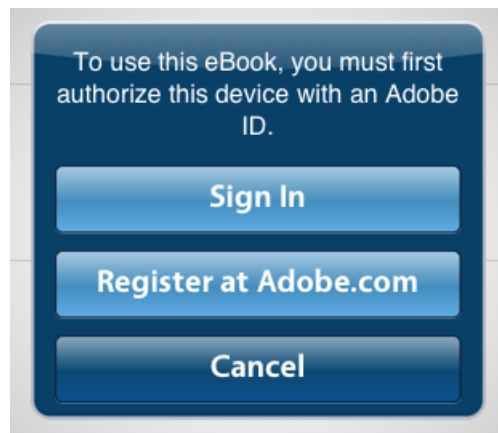 To use this eBook, you must first
authorize this device with an Adobe
ID.
Sign In
Register at Adobe.com
Cancel